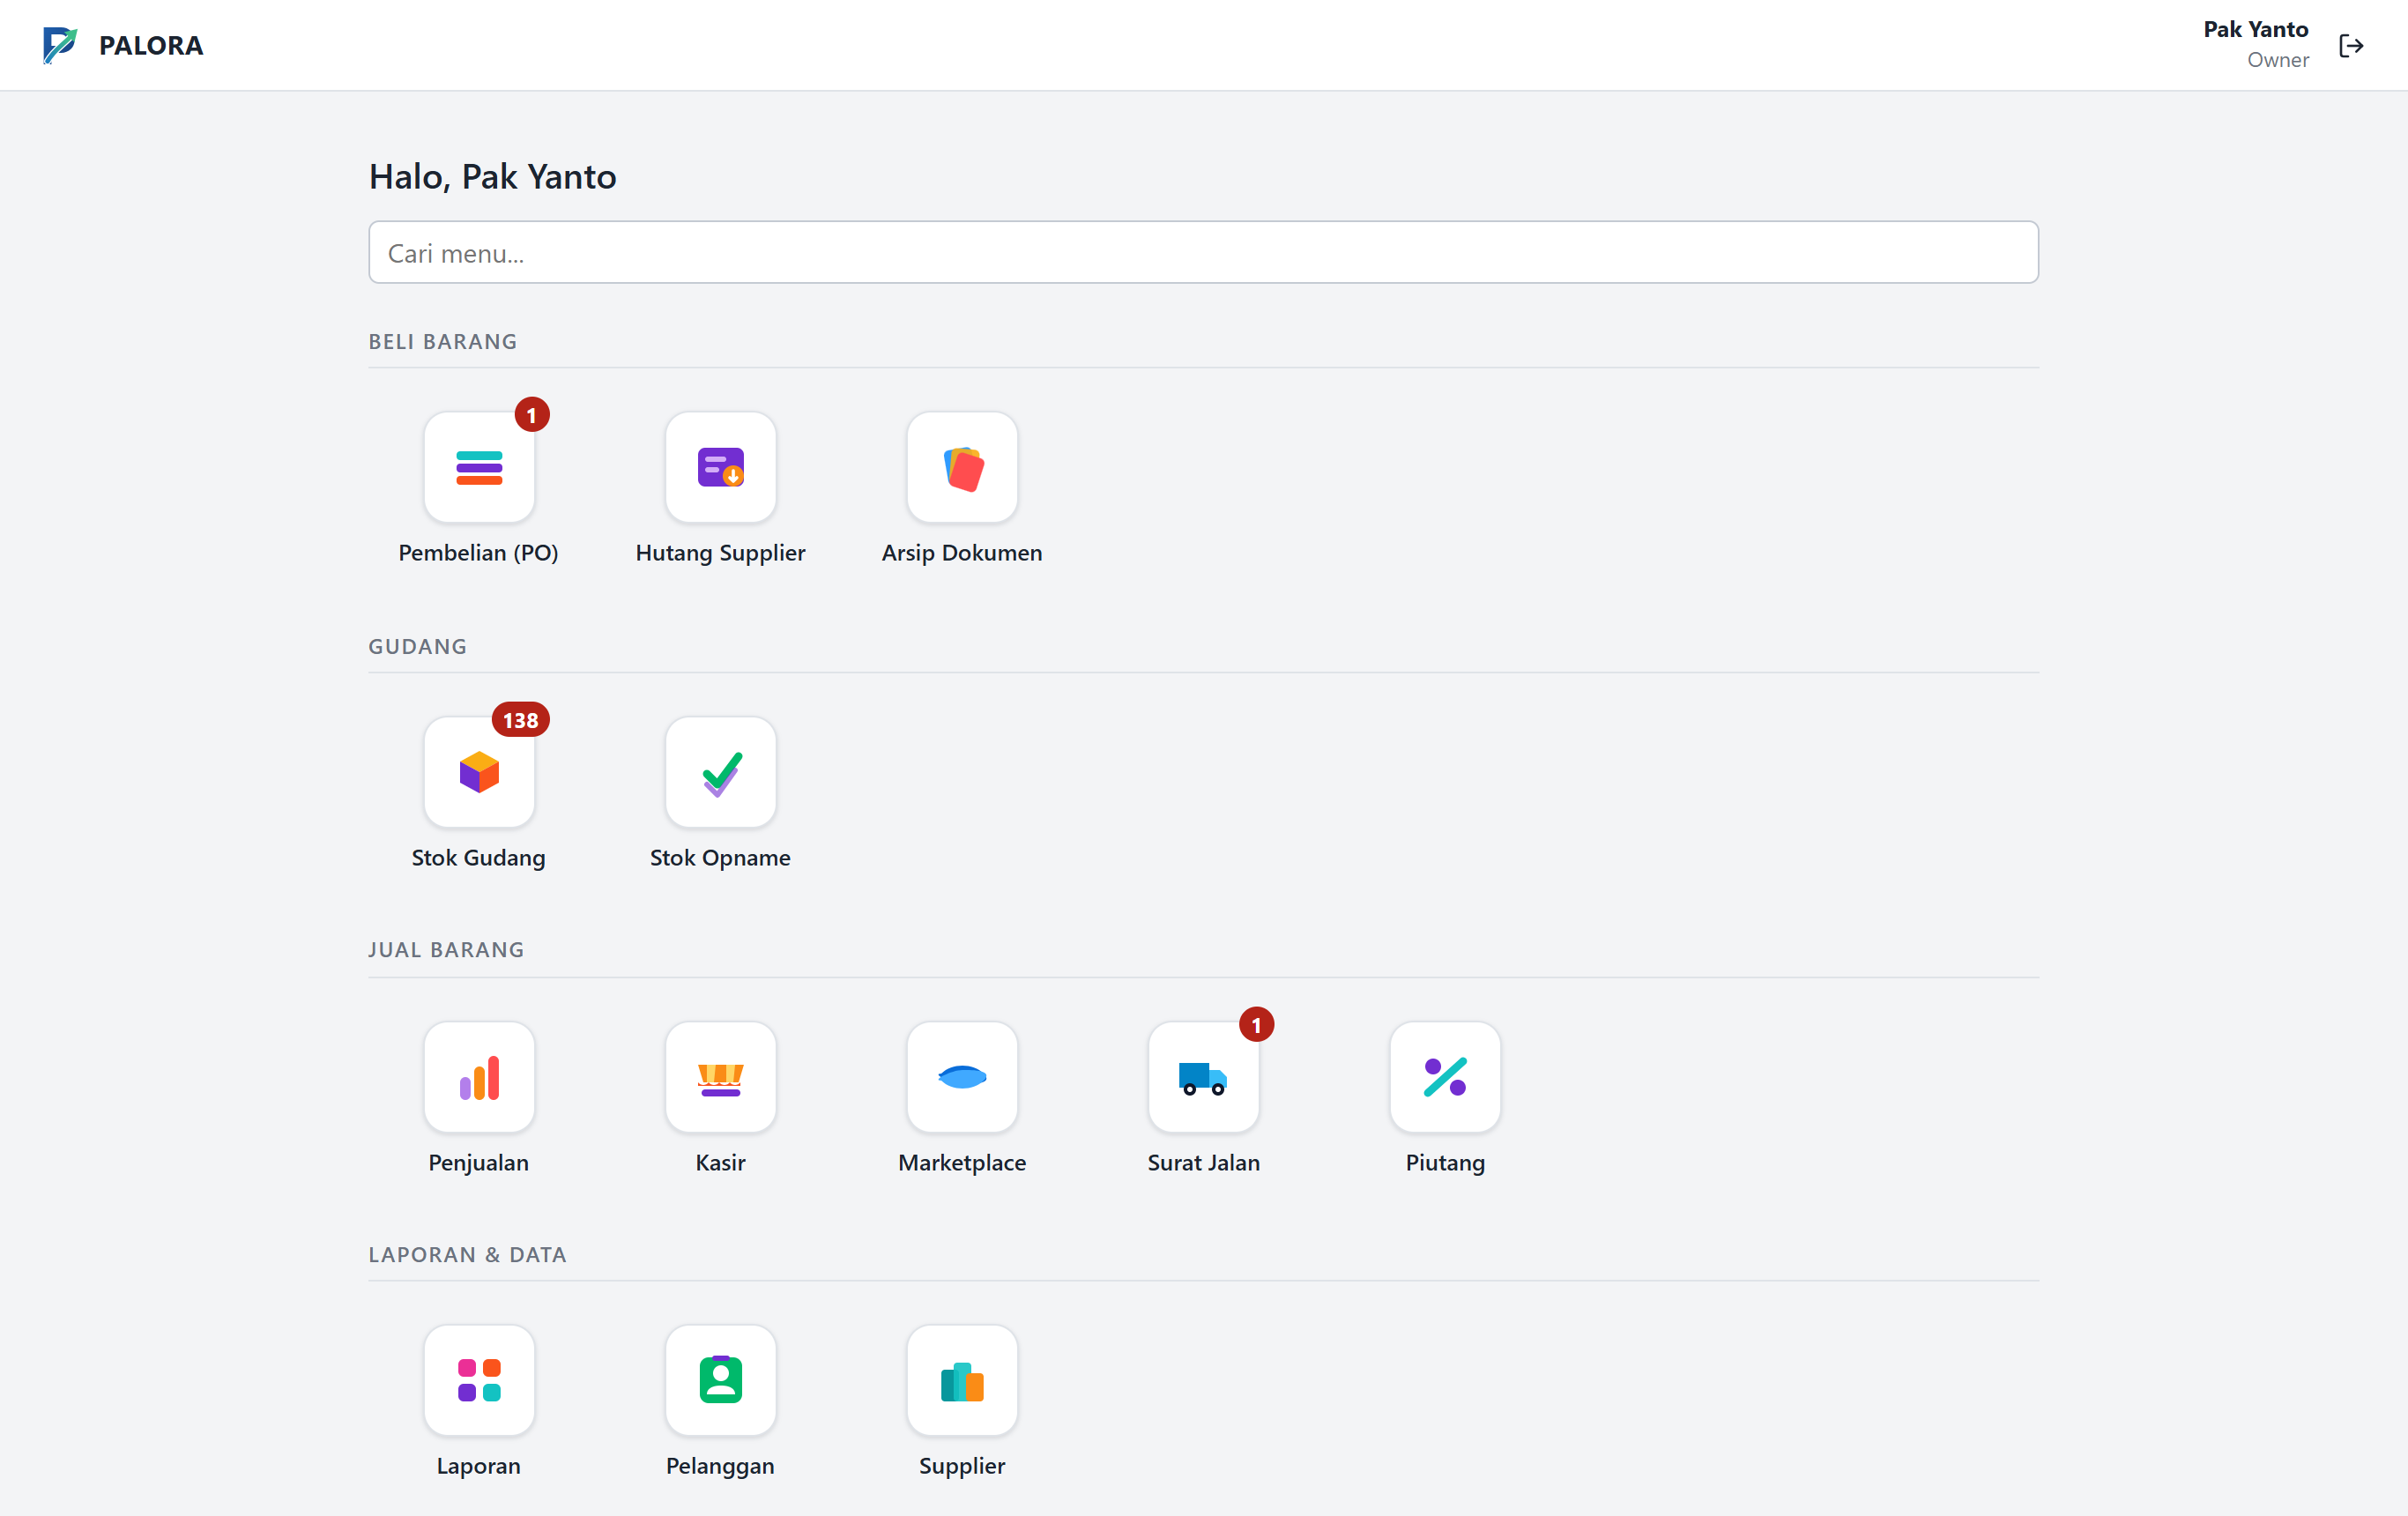 PALORA
Pak Yanto
Owner
Halo, Pak Yanto
Cari menu...
BELI BARANG
1
Pembelian (PO)
Hutang Supplier
Arsip Dokumen
GUDANG
138
Stok Gudang
Stok Opname
JUAL BARANG
1
Penjualan
Kasir
Marketplace
Surat Jalan
Piutang
LAPORAN & DATA
Laporan
Pelanggan
Supplier